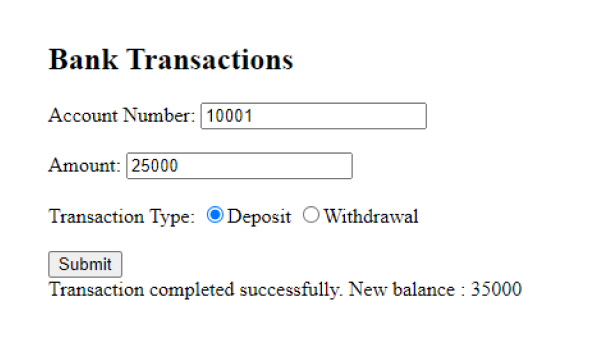 Bank Transactions
Account Number: 10001
Amount: 25000
Transaction Type: Deposit Withdrawal
Submit
Transaction completed successfully. New balance : 35000